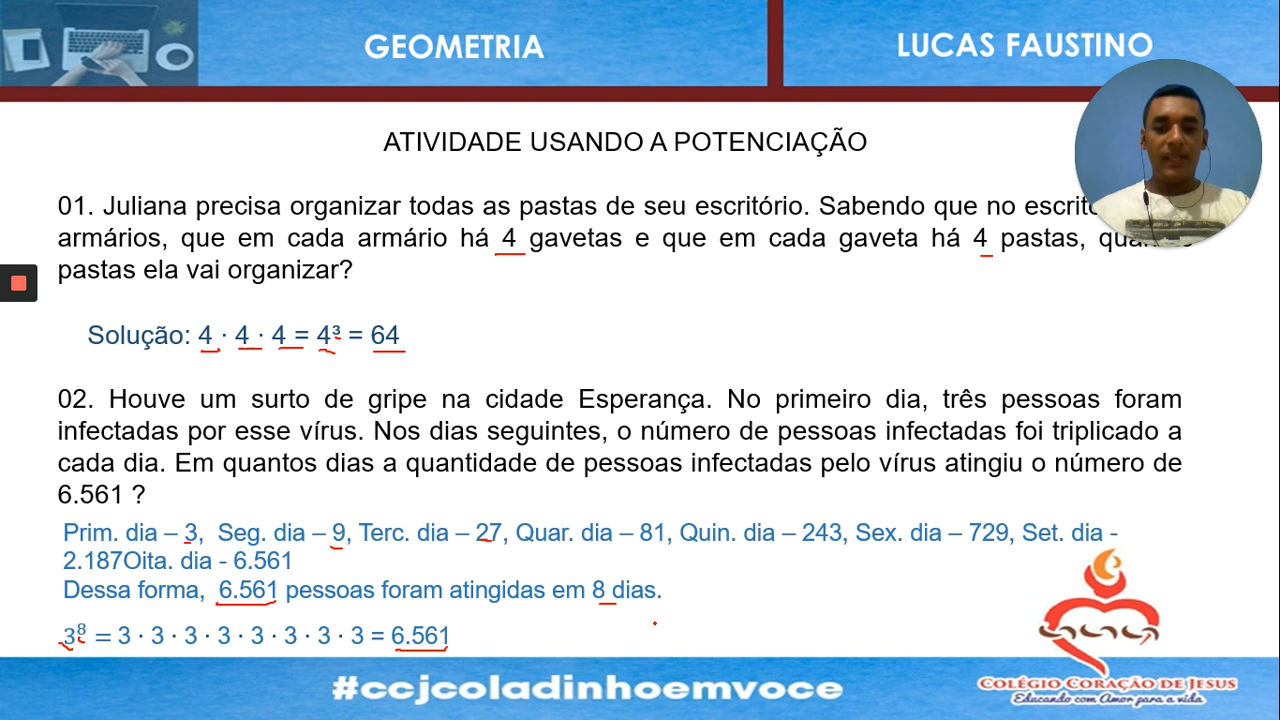 GEOMETRIA
LUCAS FAUSTINO
ATIVIDADE USANDO A POTENCIAÇÃO
01. Juliana precisa organizar todas as pastas de seu escritório. Sabendo que no
armários, que em cada armário há 4 gavetas e que em cada gaveta há 4 pastas,
pastas ela vai organizar?
Solução: 4 · 4 · 4 = 4³ = 64
02. Houve um surto de gripe na cidade Esperança. No primeiro dia, três pessoas foram
infectadas por esse vírus. Nos dias seguintes, o número de pessoas infectadas foi triplicado a
cada dia. Em quantos dias a quantidade de pessoas infectadas pelo vírus atingiu o número de
6.561 ?
Prim. dia – 3, Seg. dia – 9, Terc. dia – 27, Quar. dia – 81, Quin. dia – 243, Sex. dia – 729, Set. dia -
2.187Oita. dia - 6.561
Dessa forma, 6.561 pessoas foram atingidas em 8 dias.
3⁸ = 3 · 3 · 3 · 3 · 3 · 3 · 3 · 3 = 6.561
#ccjcoladinhoemvoce
COLÉGIO CORAÇÃO DE JESUS
Educando com Amor para a vida